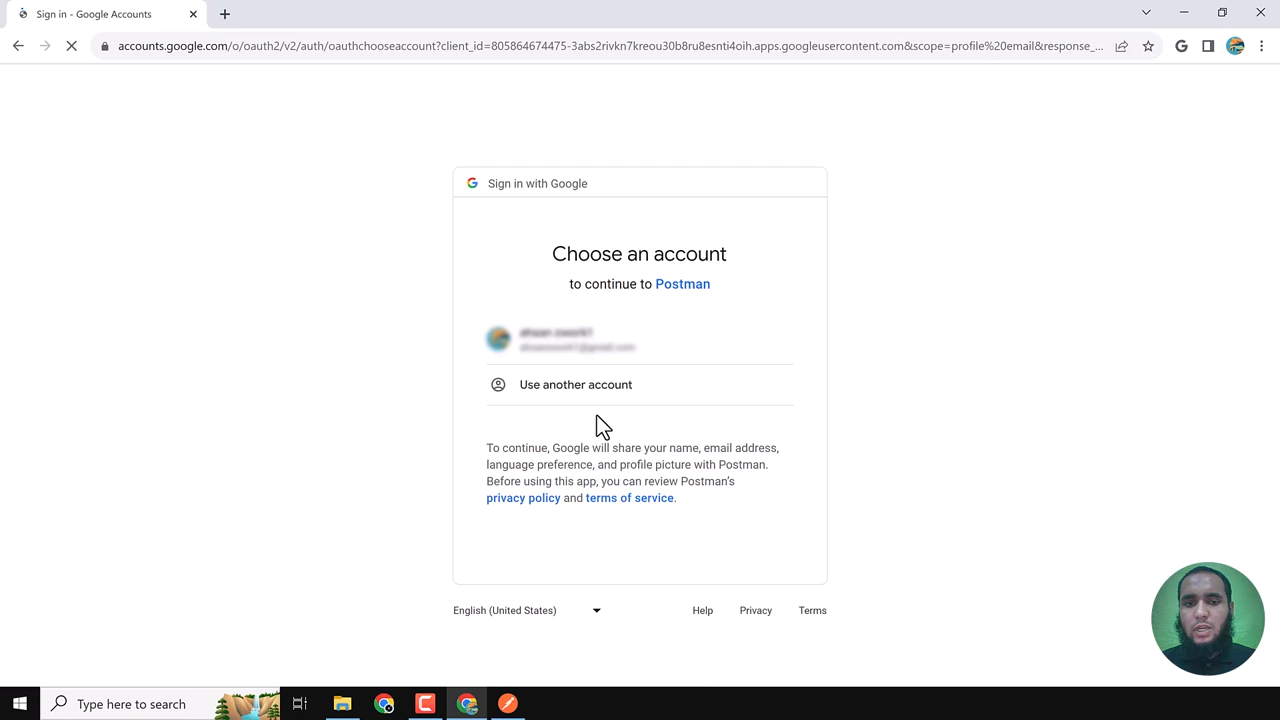 Sign in - Google Accounts
accounts.google.com/o/oauth2/v2/auth/oauthchooseaccount?client_id=805864674475-3abs2rivkn7kreou30b8ru8esnti4oih.apps.googleusercontent.com&scope=profile%20email&response_...
Sign in with Google
Choose an account
to continue to Postman
Use another account
To continue, Google will share your name, email address,
language preference, and profile picture with Postman.
Before using this app, you can review Postman's
privacy policy and terms of service.
English (United States)
Help
Privacy
Terms
Type here to search